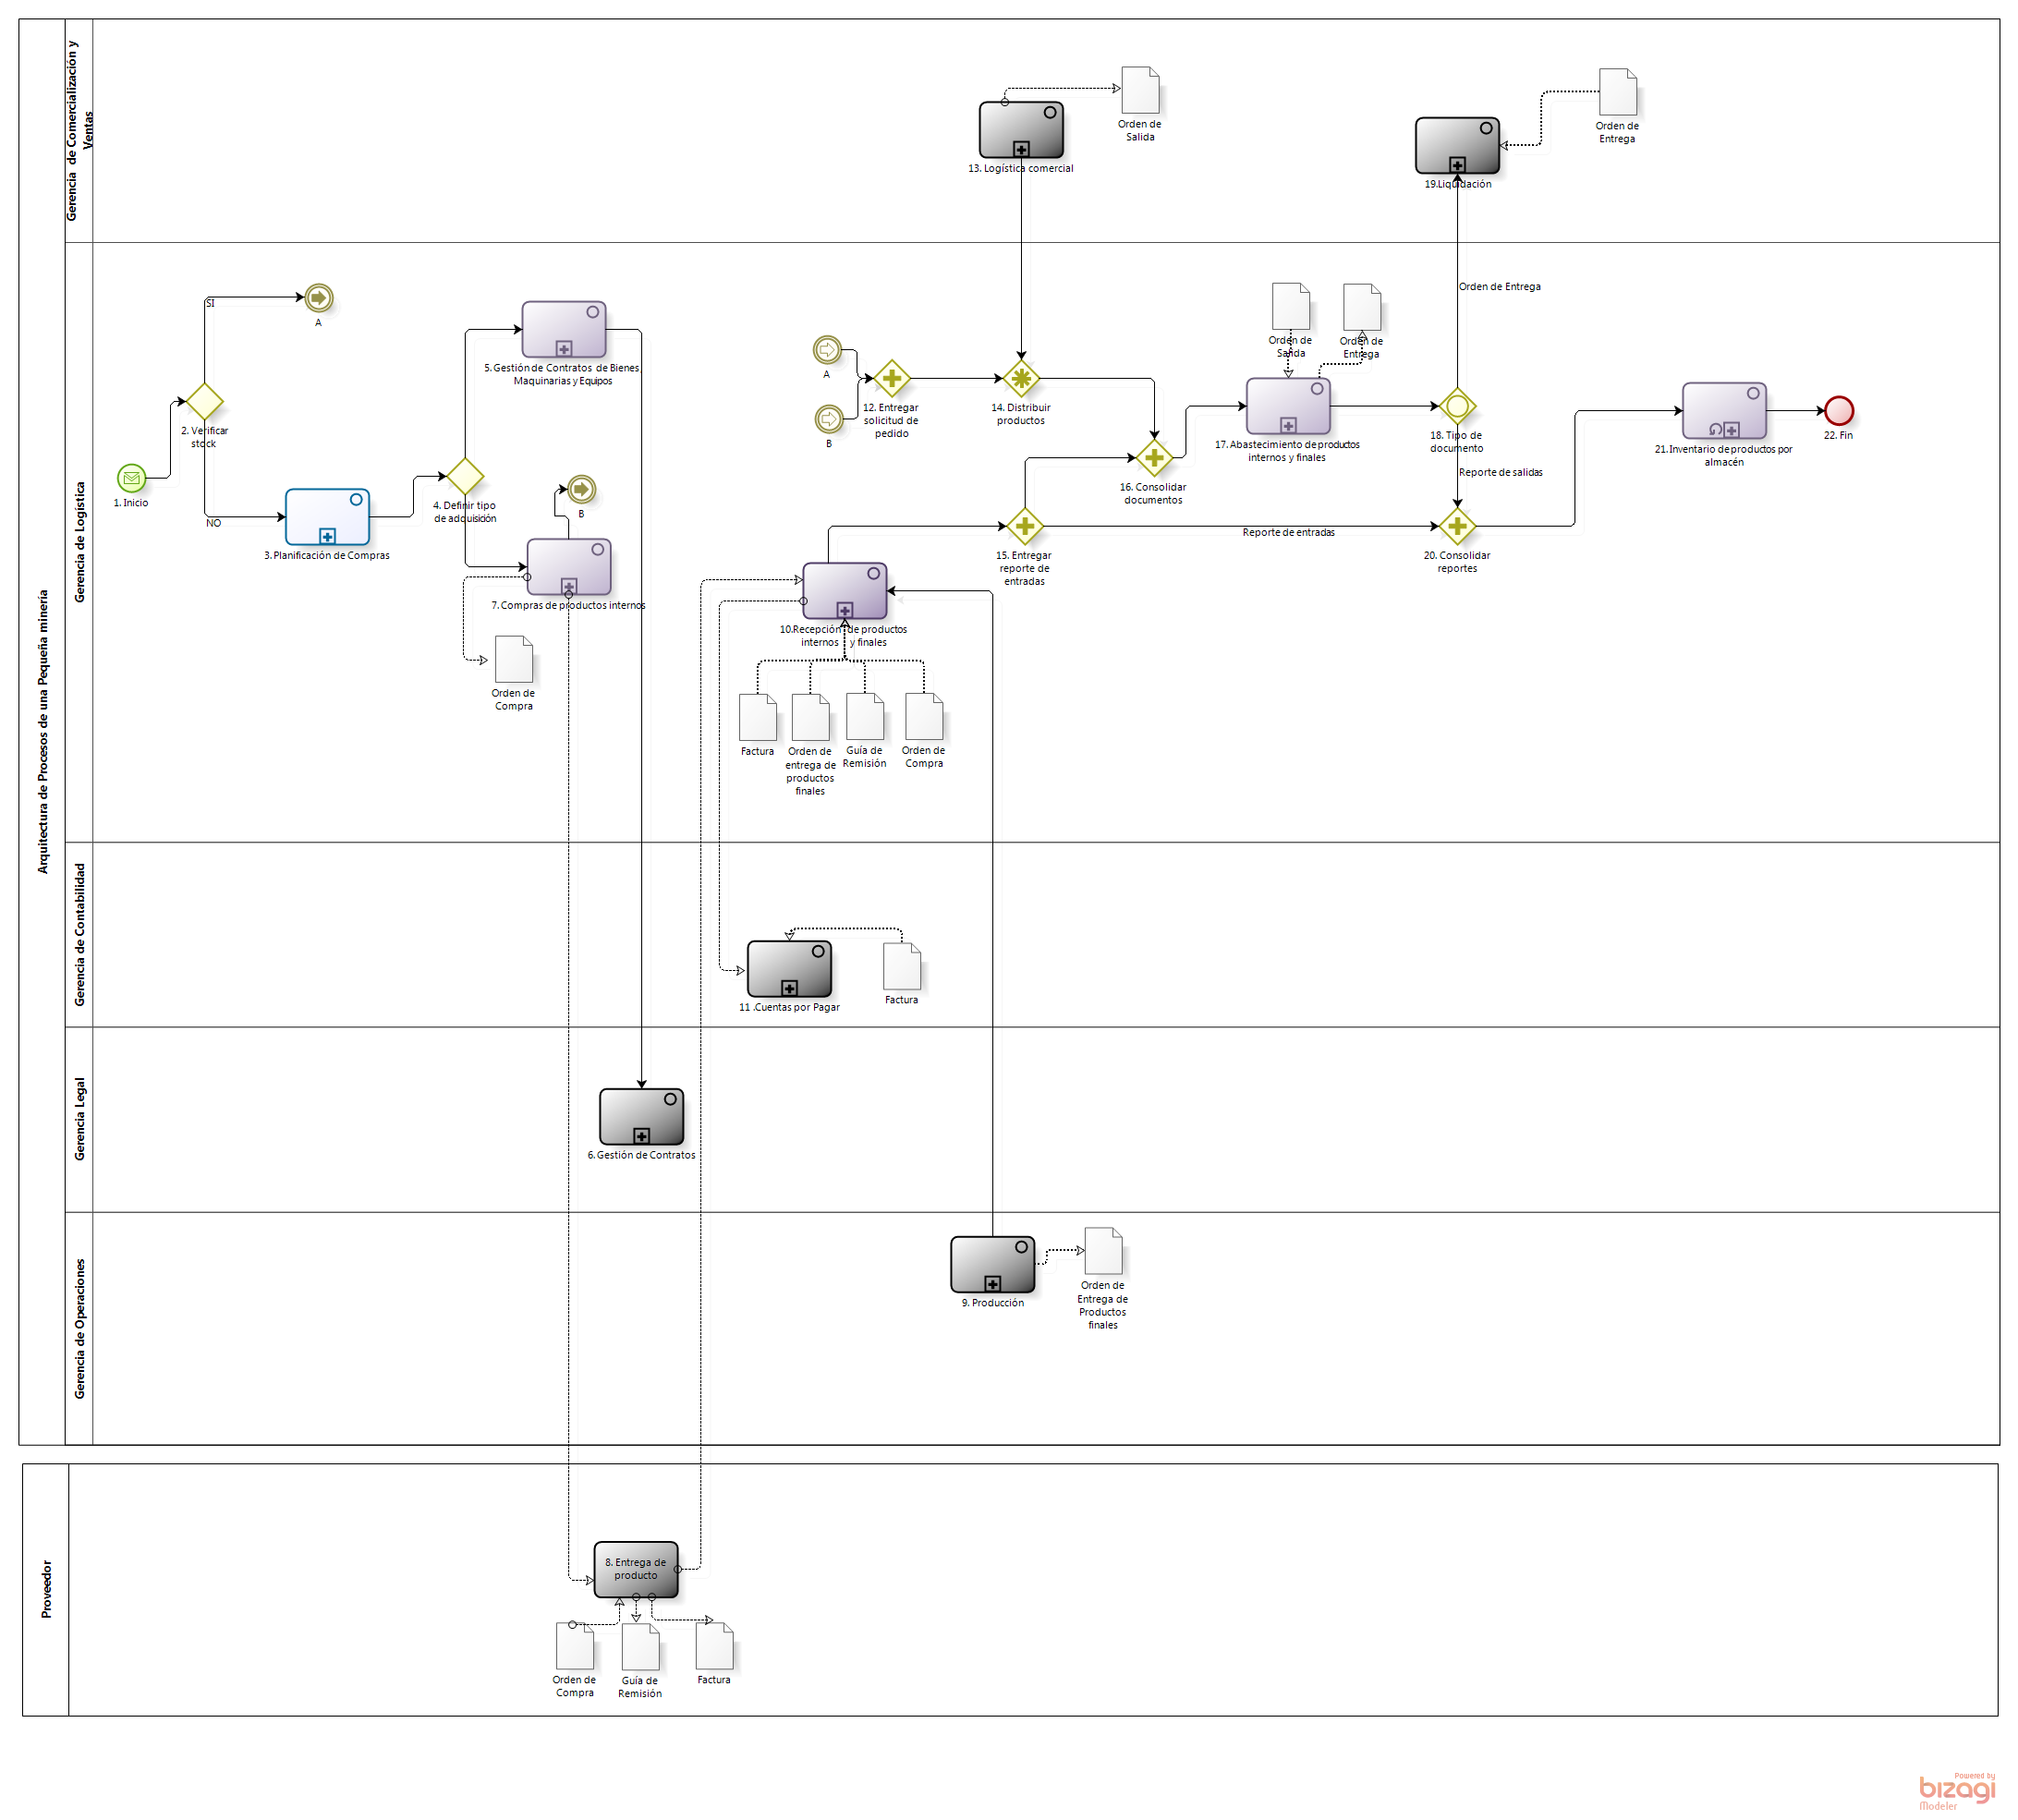 Arquitectura de Procesos de una Pequeña minería
Gerencia de Comercialización y
Ventas
13. Logística comercial
Orden de
Salida
19.Liquidación
Orden de
Entrega
Gerencia de Logística
1. Inicio
2. Verificar
stock
SI
NO
A
3. Planificación de Compras
4. Definir tipo
de adquisición
5. Gestión de Contratos de Bienes,
Maquinarias y Equipos
B
7. Compras de productos internos
Orden de
Compra
A
B
12. Entregar
solicitud de
pedido
14. Distribuir
productos
16. Consolidar
documentos
15. Entregar
reporte de
entradas
10.Recepción de productos
internos y finales
Factura
Orden de
entrega de
productos
finales
Guía de
Remisión
Orden de
Compra
Orden de
Salida
Orden de
Entrega
17. Abastecimiento de productos
internos y finales
Orden de Entrega
18. Tipo de
documento
Reporte de salidas
Reporte de entradas
20. Consolidar
reportes
21. Inventario de productos por
almacén
22. Fin
Gerencia de Contabilidad
11 .Cuentas por Pagar
Factura
Gerencia Legal
6. Gestión de Contratos
Gerencia de Operaciones
9. Producción
Orden de
Entrega de
Productos
finales
Proveedor
8. Entrega de
producto
Orden de
Compra
Guía de
Remisión
Factura
Powered by
bizagi
Modeler